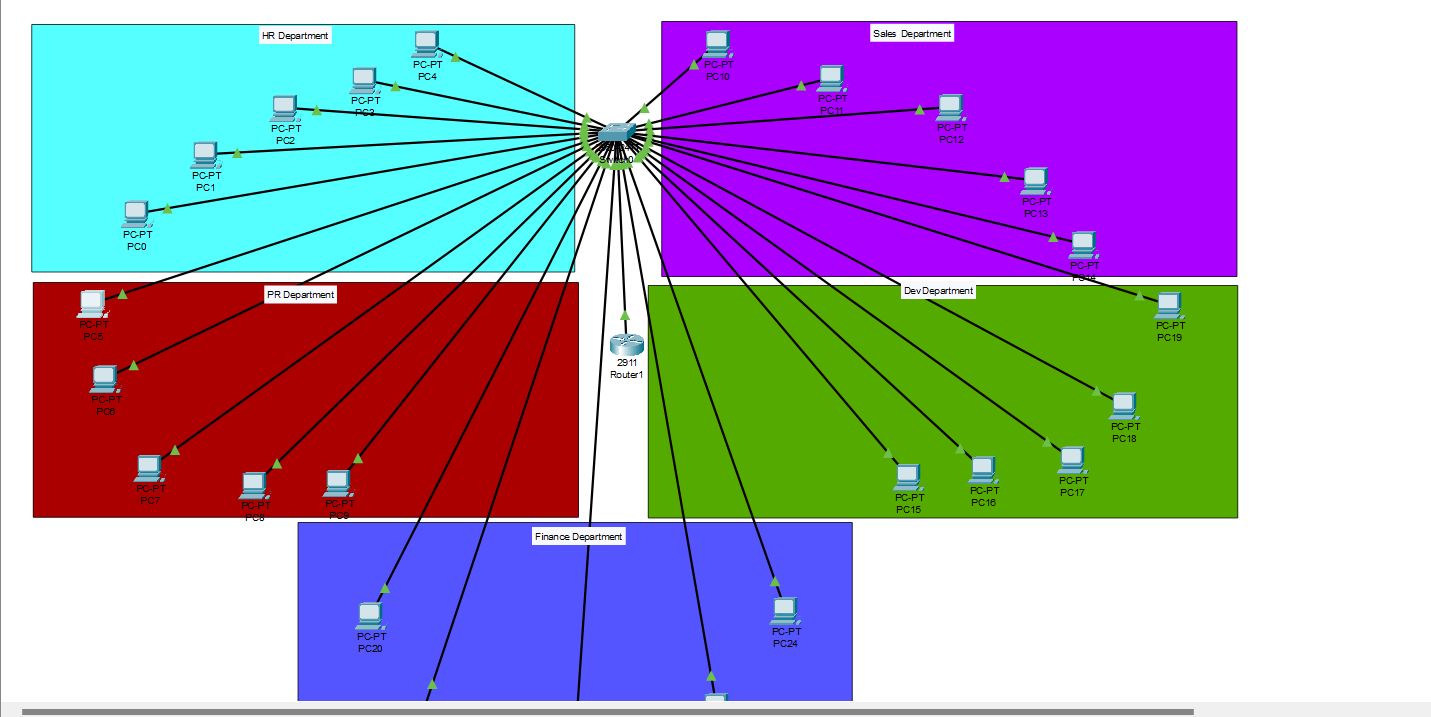 HR Department
Sales Department
PC-PT
PC4
PC-PT
PC10
PC-PT
PC3
PC-PT
PC11
PC-PT
PC2
PC-PT
PC12
Switch0
PC-PT
PC1
PC-PT
PC13
PC-PT
PC0
PC-PT
PC14
PR Department
Dev Department
PC-PT
PC5
PC-PT
PC19
2911
Router1
PC-PT
PC6
PC-PT
PC18
PC-PT
PC7
PC-PT
PC8
PC-PT
PC9
PC-PT
PC15
PC-PT
PC16
PC-PT
PC17
Finance Department
PC-PT
PC20
PC-PT
PC24